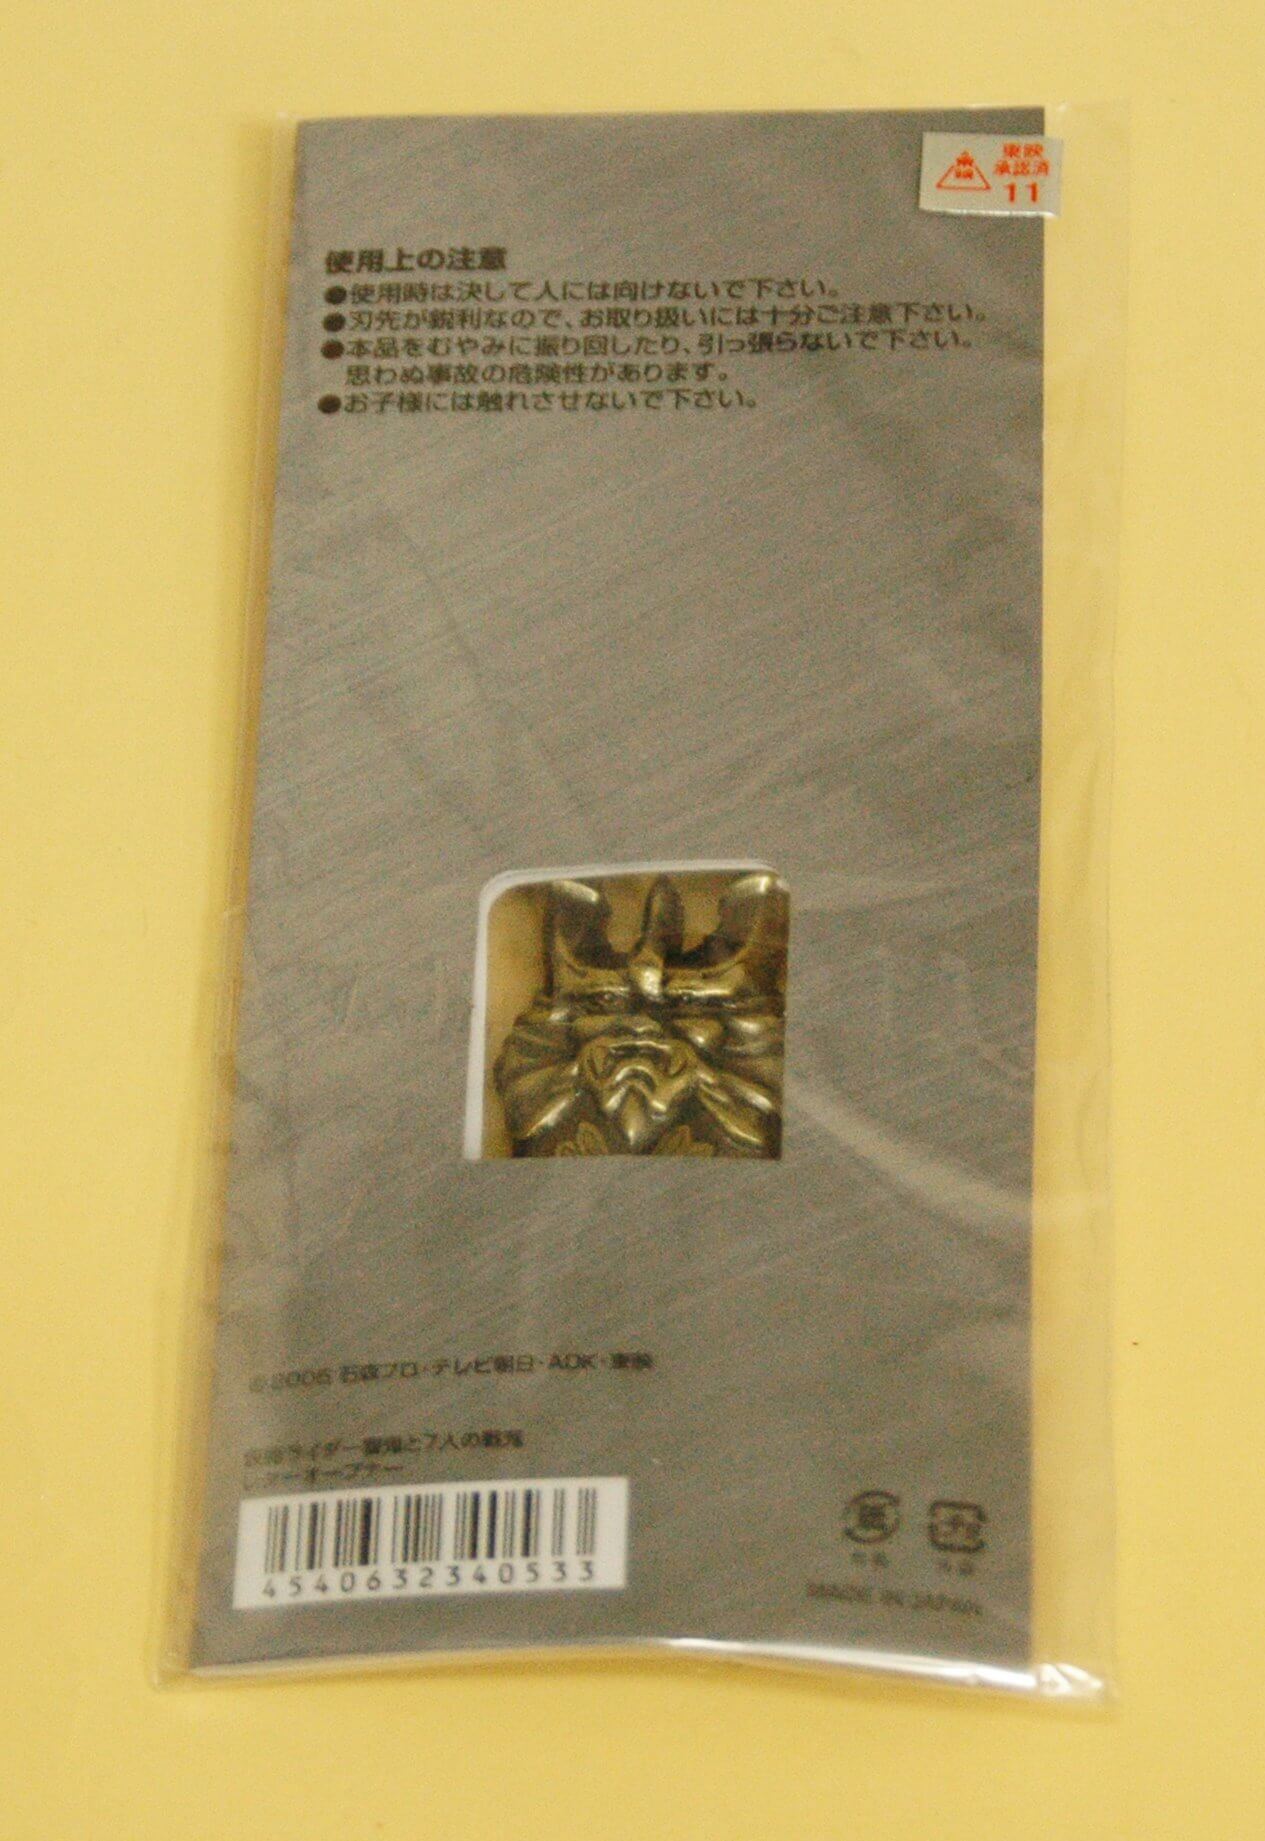 東映
承認済
11
使用上の注意
●使用時は決して人には向けないで下さい。
●刃先が鋭利なので、お取り扱いには十分ご注意下さい。
●本品をむやみに振り回したり、引っ張らないで下さい。
思わぬ事故の危険性があります。
●お子様には触れさせないで下さい。
©2005 石森プロ・テレビ朝日・ADK・東映
仮面ライダー響鬼と7人の戦鬼
レターオープナー
4540632340533
MADE IN JAPAN